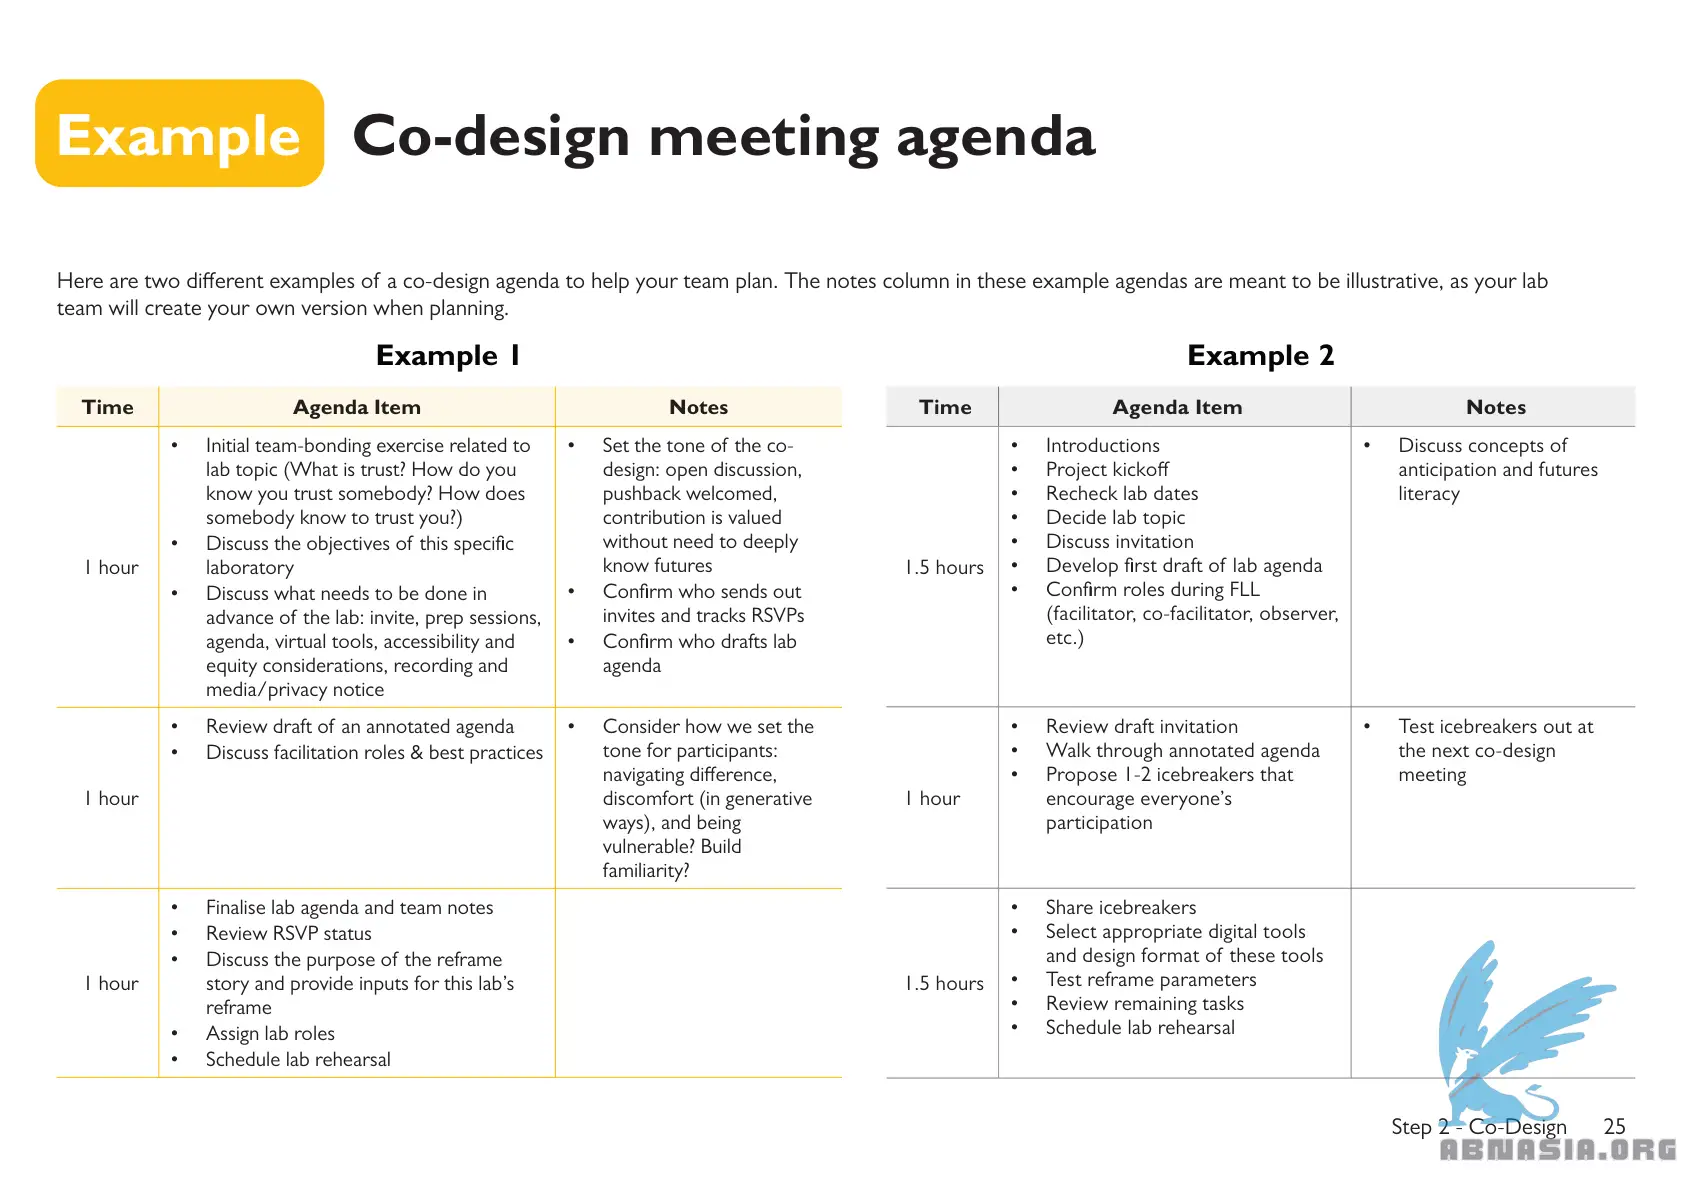 Example
Co-design meeting agenda
Here are two different examples of a co-design agenda to help your team plan. The notes column in these example agendas are meant to be illustrative, as your lab
team will create your own version when planning.
Example 1
Time
Agenda Item
Notes
1 hour
• Initial team-bonding exercise related to
lab topic (What is trust? How do you
know you trust somebody? How does
somebody know to trust you?)
• Discuss the objectives of this specific
laboratory
• Discuss what needs to be done in
advance of the lab: invite, prep sessions,
agenda, virtual tools, accessibility and
equity considerations, recording and
media/privacy notice
• Set the tone of the co-
design: open discussion,
pushback welcomed,
contribution is valued
without need to deeply
know futures
• Confirm who sends out
invites and tracks RSVPs
• Confirm who drafts lab
agenda
1 hour
• Review draft of an annotated agenda
• Discuss facilitation roles & best practices
• Consider how we set the
tone for participants:
navigating difference,
discomfort (in generative
ways), and being
vulnerable? Build
familiarity?
1 hour
• Finalise lab agenda and team notes
• Review RSVP status
• Discuss the purpose of the reframe
story and provide inputs for this lab's
reframe
• Assign lab roles
• Schedule lab rehearsal
Example 2
Time
Agenda Item
Notes
1.5 hours
• Introductions
• Project kickoff
• Recheck lab dates
• Decide lab topic
• Discuss invitation
• Develop first draft of lab agenda
• Confirm roles during FLL
(facilitator, co-facilitator, observer,
etc.)
• Discuss concepts of
anticipation and futures
literacy
1 hour
• Review draft invitation
• Walk through annotated agenda
• Propose 1-2 icebreakers that
encourage everyone's
participation
• Test icebreakers out at
the next co-design
meeting
1.5 hours
• Share icebreakers
• Select appropriate digital tools
and design format of these tools
• Test reframe parameters
• Review remaining tasks
• Schedule lab rehearsal
Step 2 - Co-Design 25
ABNASIA.ORG